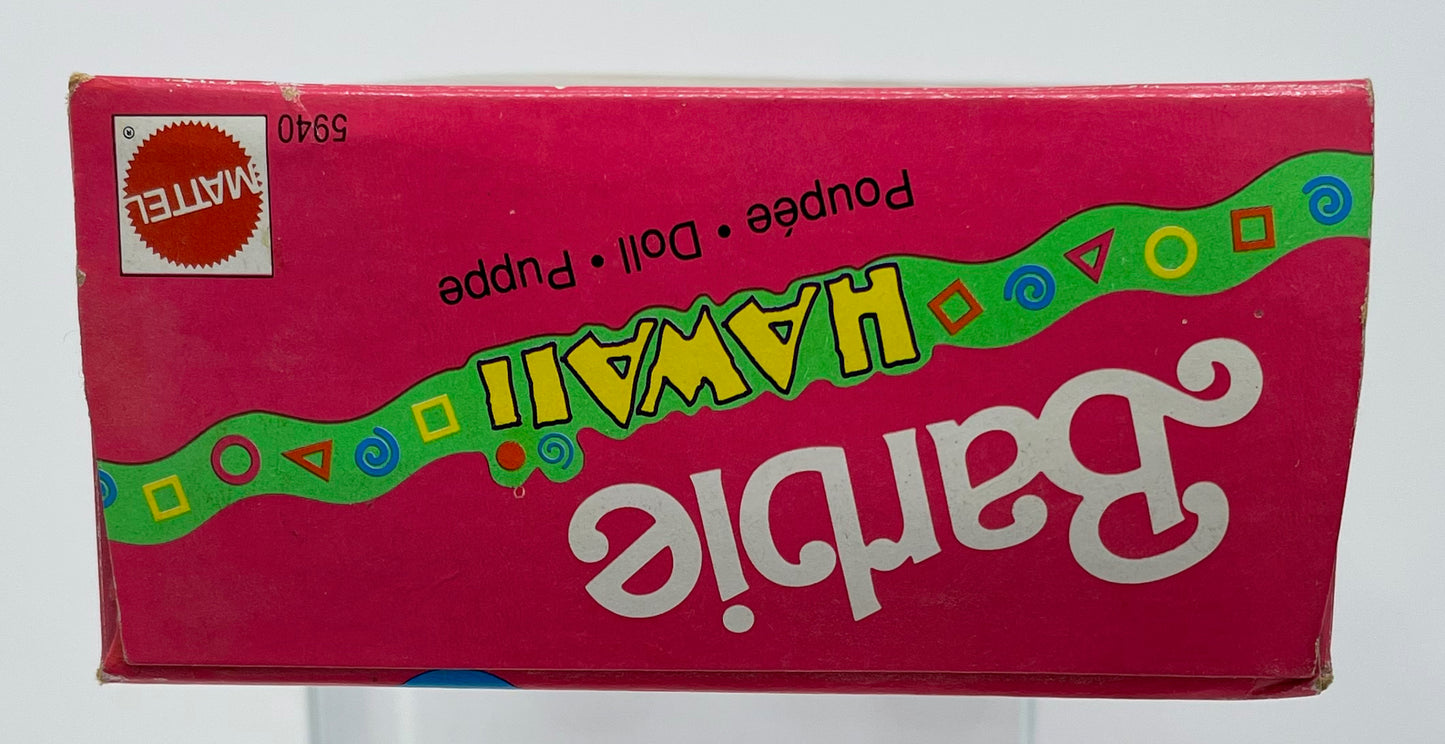 Barbie
HAWAII
Poupée • Doll • Puppe
5940
MATTEL
®